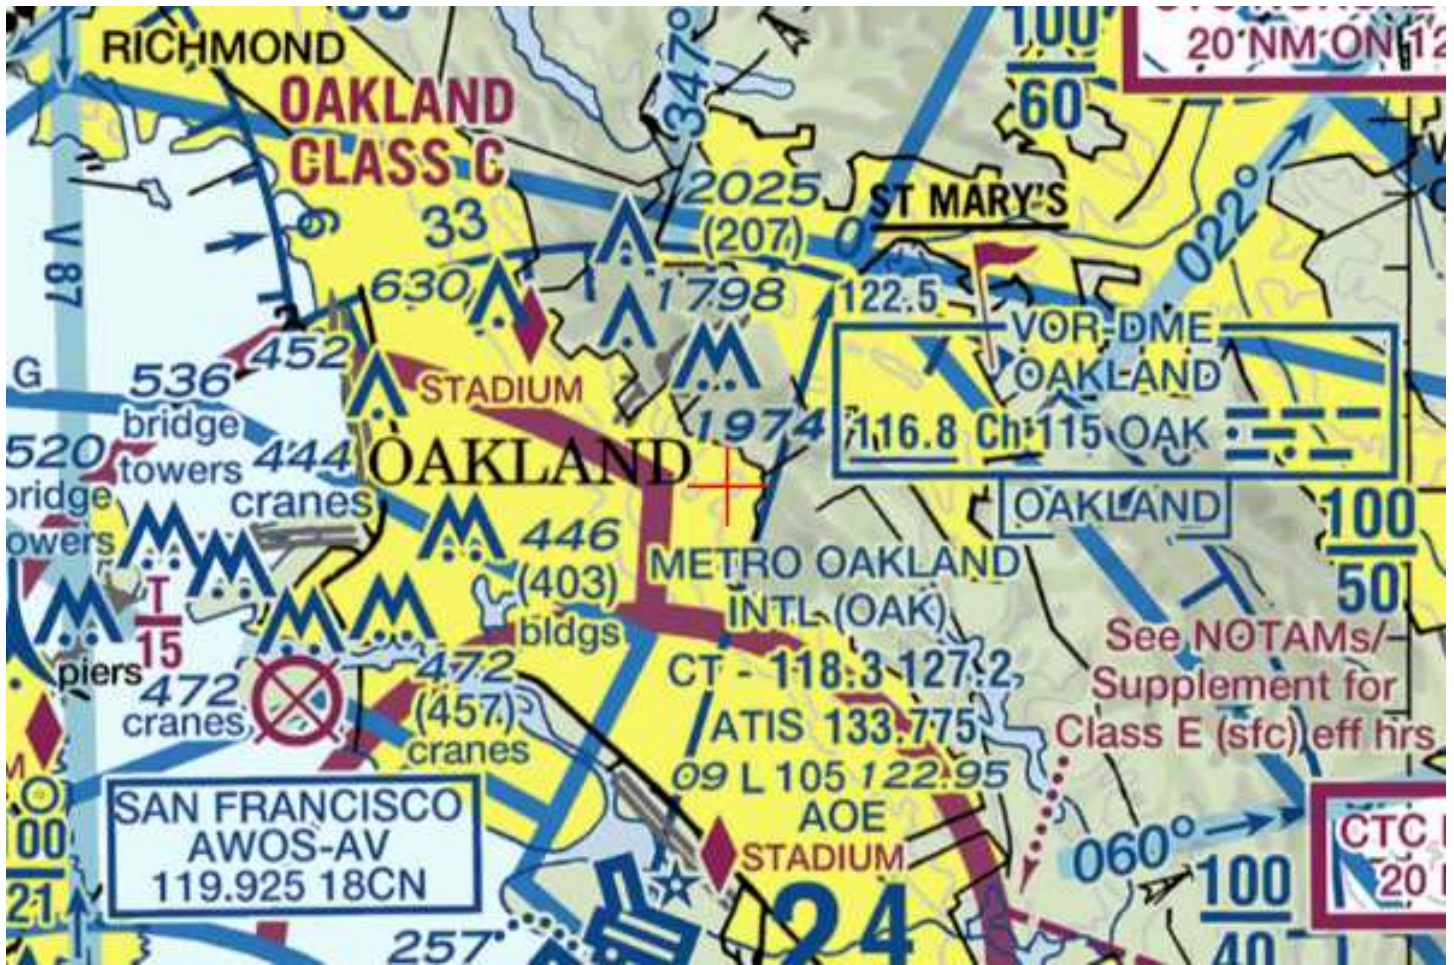 RICHMOND
OAKLAND
CLASS C
347°
100
60
20 NM ON 12
2025
(207)
ST MARY'S
33
022°
V 87
630
1798
122.5
452
536
bridge
towers
G
STADIUM
VOR-DME
OAKLAND
116.8 Ch 115 OAK
OAKLAND
1974
OAKLAND
520
444
cranes
446
(403)
bldgs
100
50
METRO OAKLAND
INTL (OAK)
CT - 118.3 127.2
ATIS 133.775
09 L 105 122.95
AOE
See NOTAMs/
Supplement for
Class E (sfc) eff hrs
T
15
piers
472
cranes
472
(457)
cranes
SAN FRANCISCO
AWOS-AV
119.925 18CN
STADIUM
060°
CTC
20
100
40
00
21
24
257